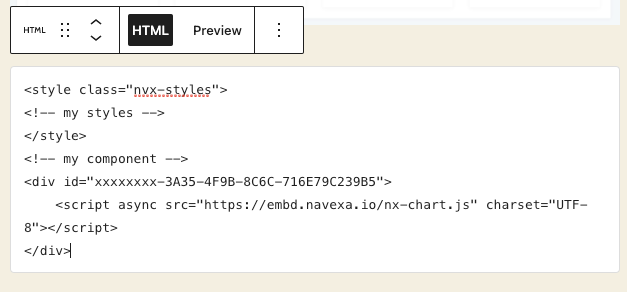 HTML HTML Preview
<style class="nvx-styles">
<!-- my styles -->
</style>
<!-- my component -->
<div id="xxxxxxxx-3A35-4F9B-8C6C-716E79C239B5">
    <script async src="https://embd.navexa.io/nx-chart.js" charset="UTF-
8"></script>
</div>